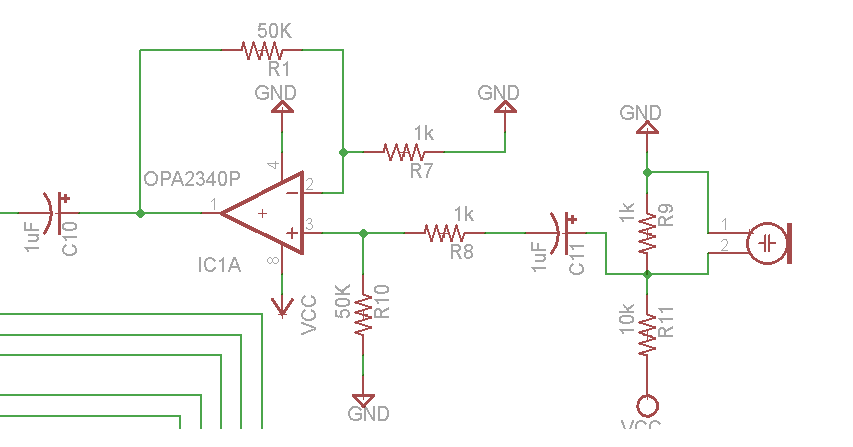 50K
R1
GND
GND
GND
1k
R7
4
OPA2340P
1
2
3
8
IC1A
1uF
C10
1k
R8
1uF
C11
1k
R9
1
2
VCC
50K
R10
10k
R11
GND
VCC